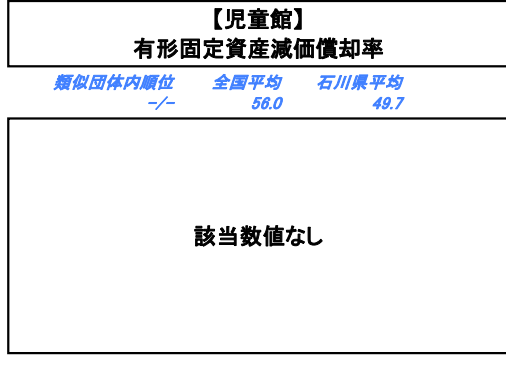 【児童館】
有形固定資産減価償却率
類似団体内順位 全国平均 石川県平均
-/- 56.0 49.7
該当数値なし